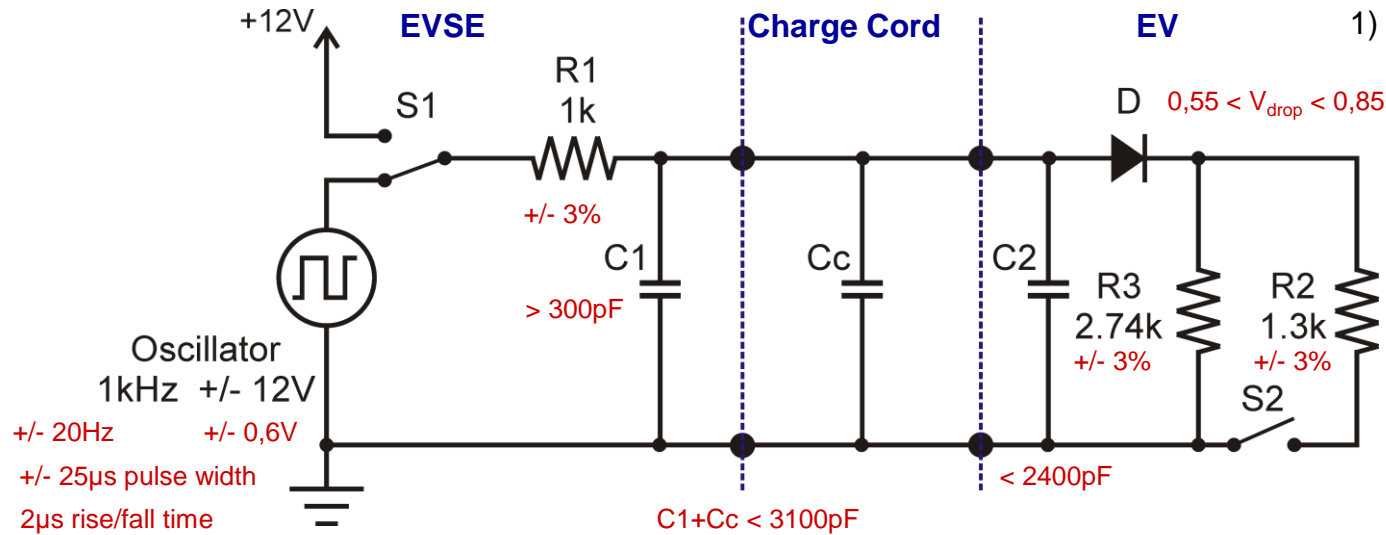 +12V
EVSE
Charge Cord
EV
1)
R1
1k
+/- 3%
S1
D
0,55 < Vdrop < 0,85
C1
> 300pF
Cc
C2
R3
2.74k
+/- 3%
R2
1.3k
+/- 3%
S2
Oscillator
1kHz +/- 12V
+/- 20Hz
+/- 0,6V
+/- 25µs pulse width
2µs rise/fall time
C1+Cc < 3100pF
< 2400pF